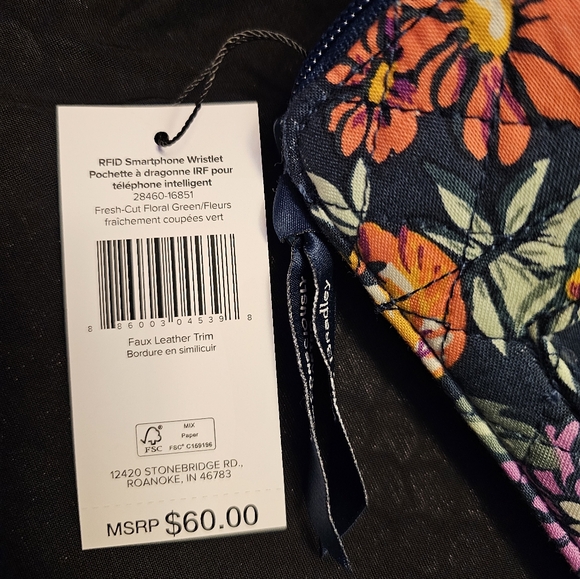 RFID Smartphone Wristlet
Pochette à dragonne IRF pour
téléphone intelligent
28460-16851
Fresh-Cut Floral Green/Fleurs
fraîchement coupées vert
8 86003 04539 8
Faux Leather Trim
Bordure en similicuir
FSC
MIX
Paper
FSC® C159196
12420 STONEBRIDGE RD.,
ROANOKE, IN 46783
MSRP $60.00